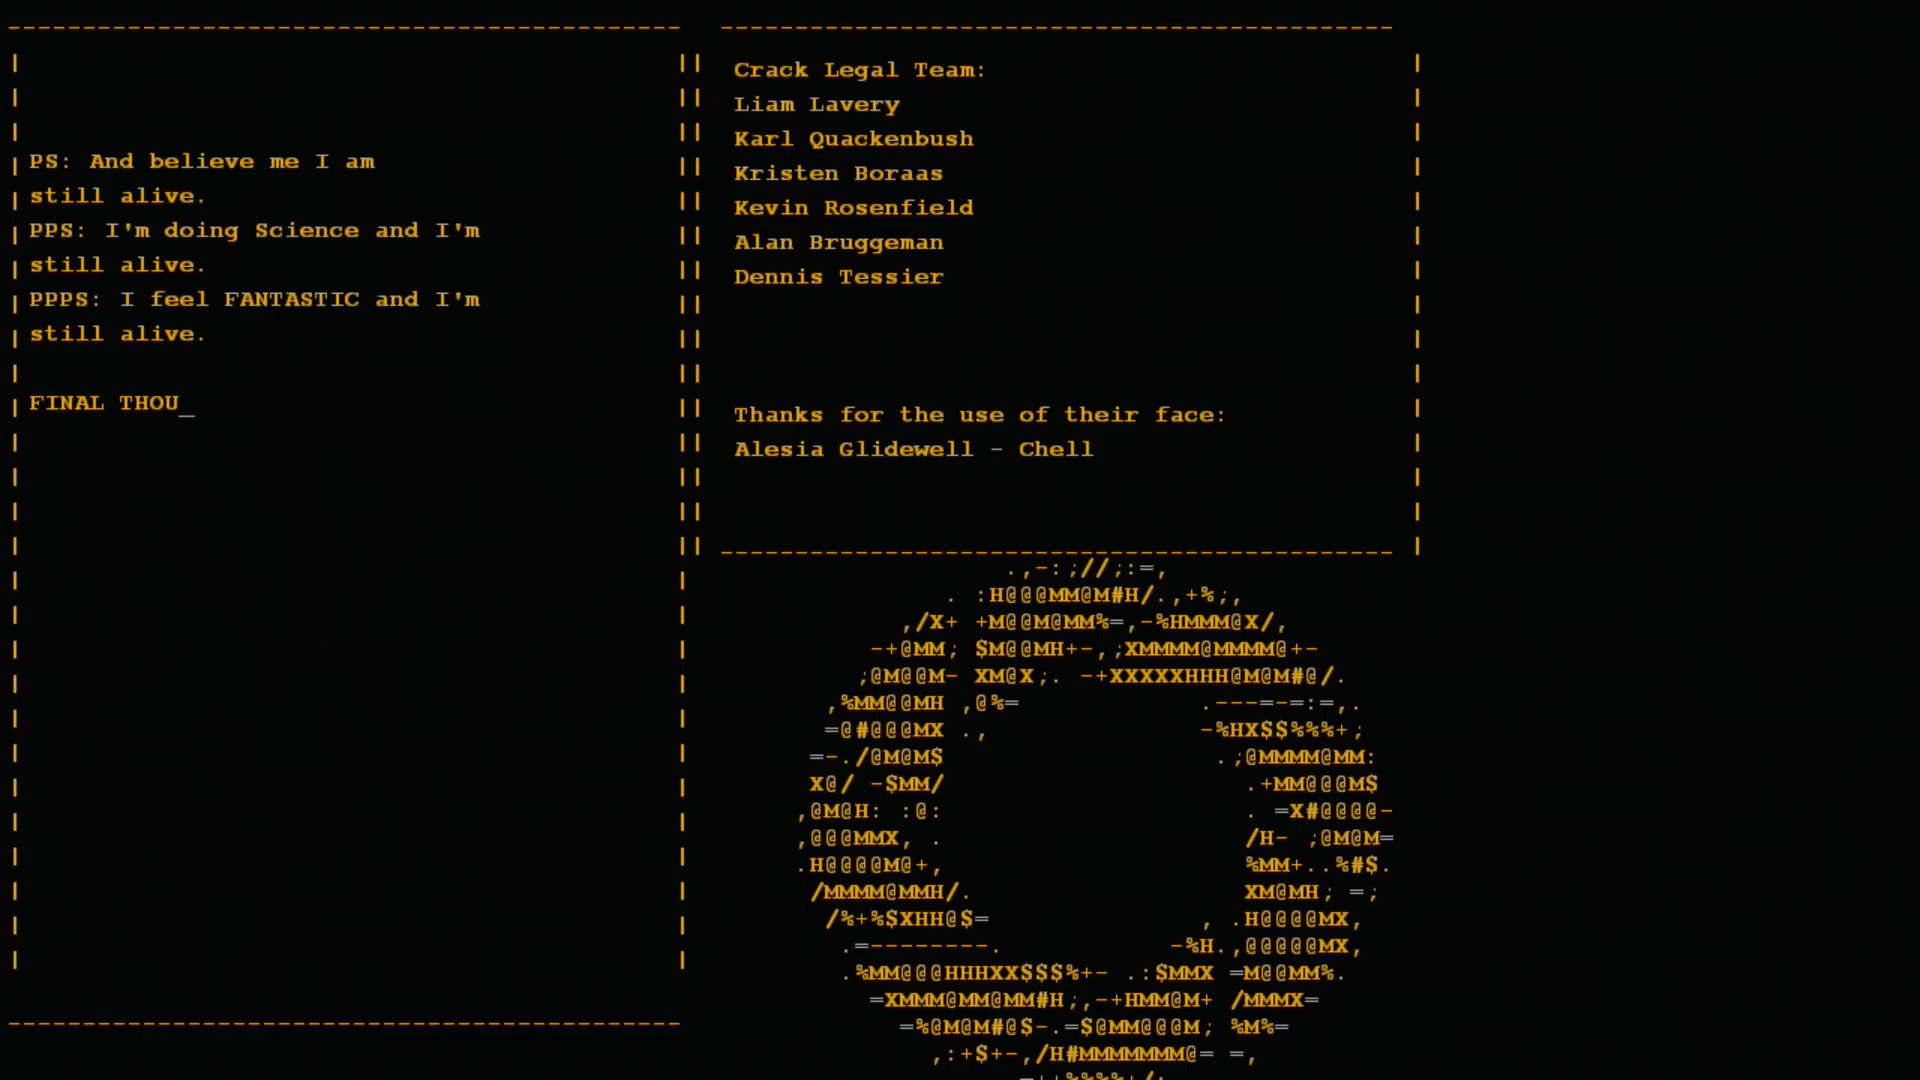 PS: And believe me I am
still alive.
PPS: I'm doing Science and I'm
still alive.
PPPS: I feel FANTASTIC and I'm
still alive.
FINAL THOU_
Crack Legal Team:
Liam Lavery
Karl Quackenbush
Kristen Boraas
Kevin Rosenfield
Alan Bruggeman
Dennis Tessier
Thanks for the use of their face:
Alesia Glidewell - Chell